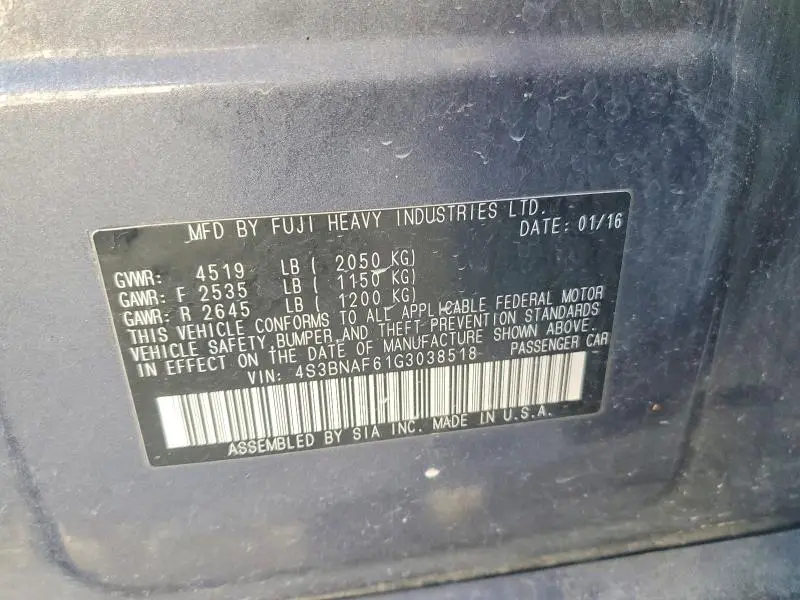 MFD BY FUJI HEAVY INDUSTRIES LTD.
DATE: 01/16
GVWR: 4519 LB ( 2050 KG)
GAWR: F 2535 LB ( 1150 KG)
GAWR: R 2645 LB ( 1200 KG)
THIS VEHICLE CONFORMS TO ALL APPLICABLE FEDERAL MOTOR
VEHICLE SAFETY, BUMPER, AND THEFT PREVENTION STANDARDS
IN EFFECT ON THE DATE OF MANUFACTURE SHOWN ABOVE.
VIN: 4S3BNAF61G3038518 PASSENGER CAR
ASSEMBLED BY SIA INC. MADE IN U.S.A.